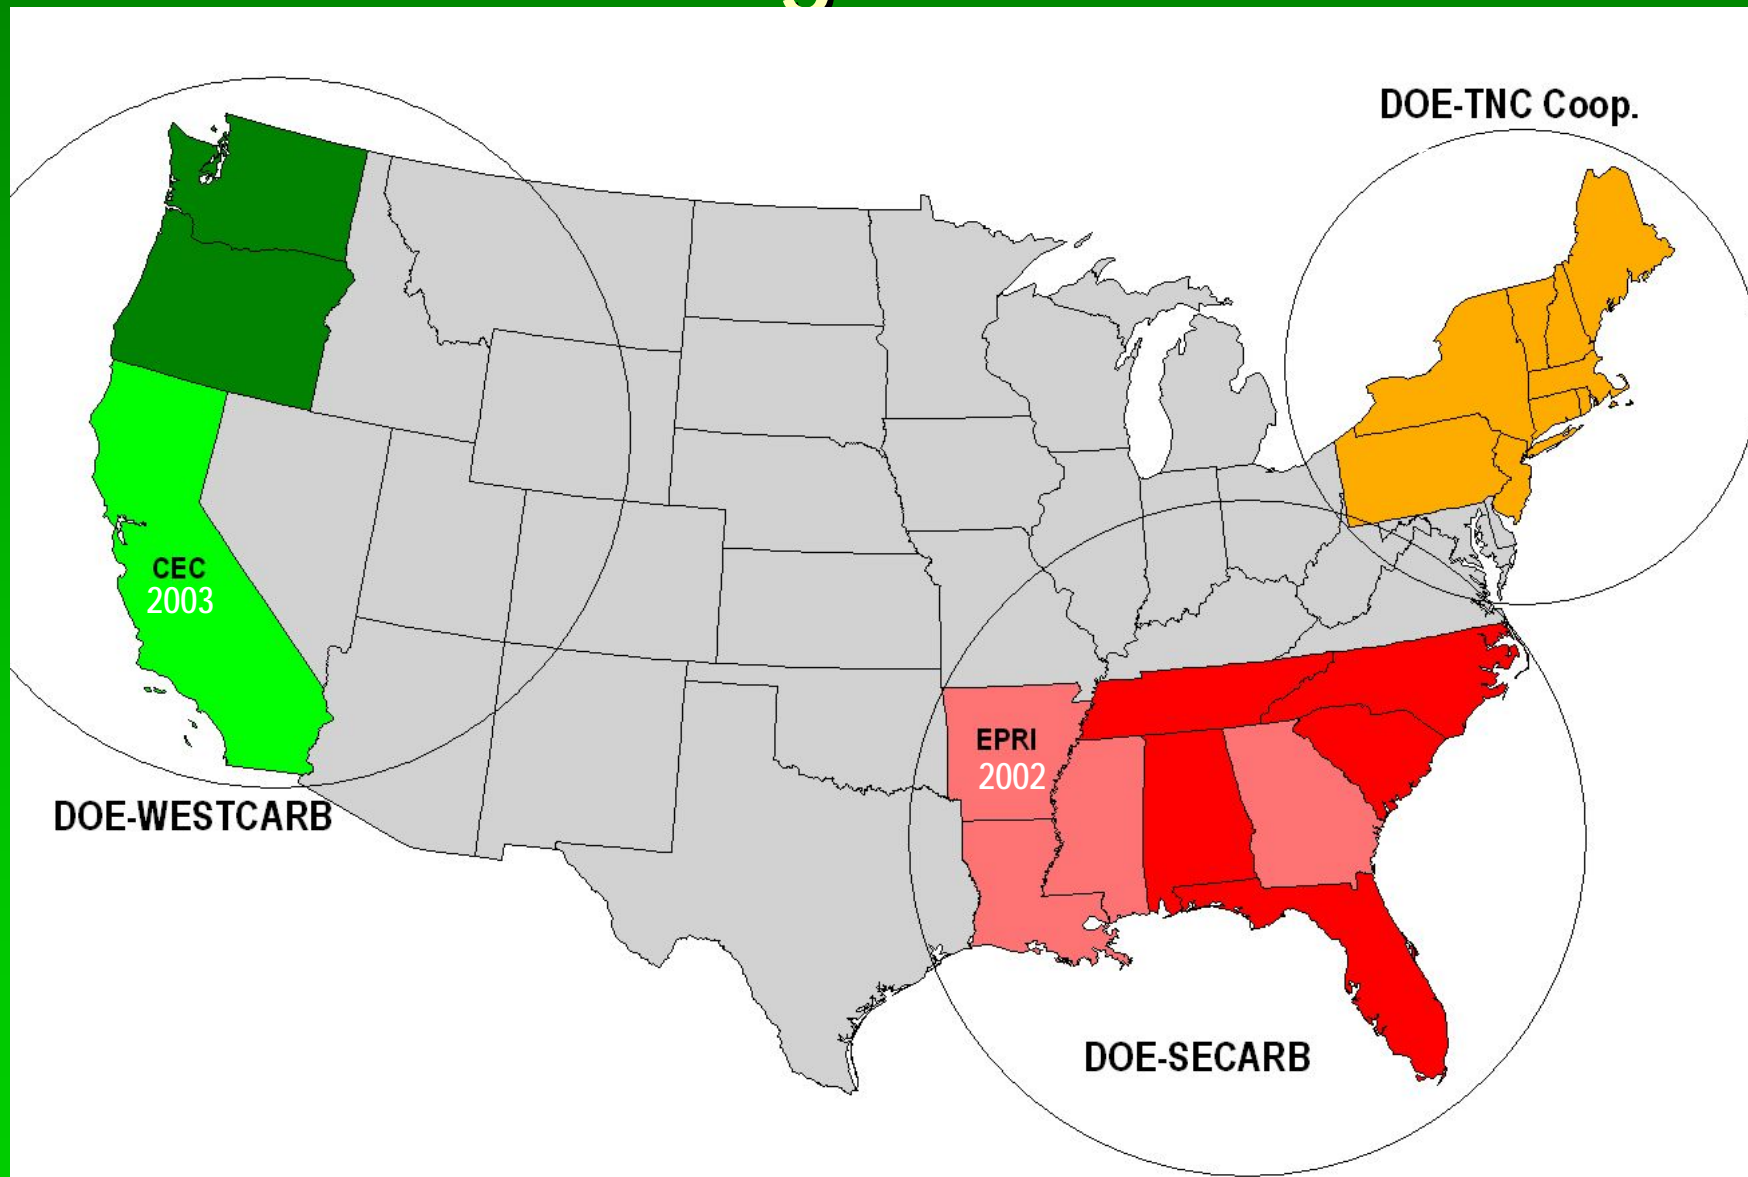 DOE-TNC Coop.
CEC
2003
EPRI
2002
DOE-WESTCARB
DOE-SECARB